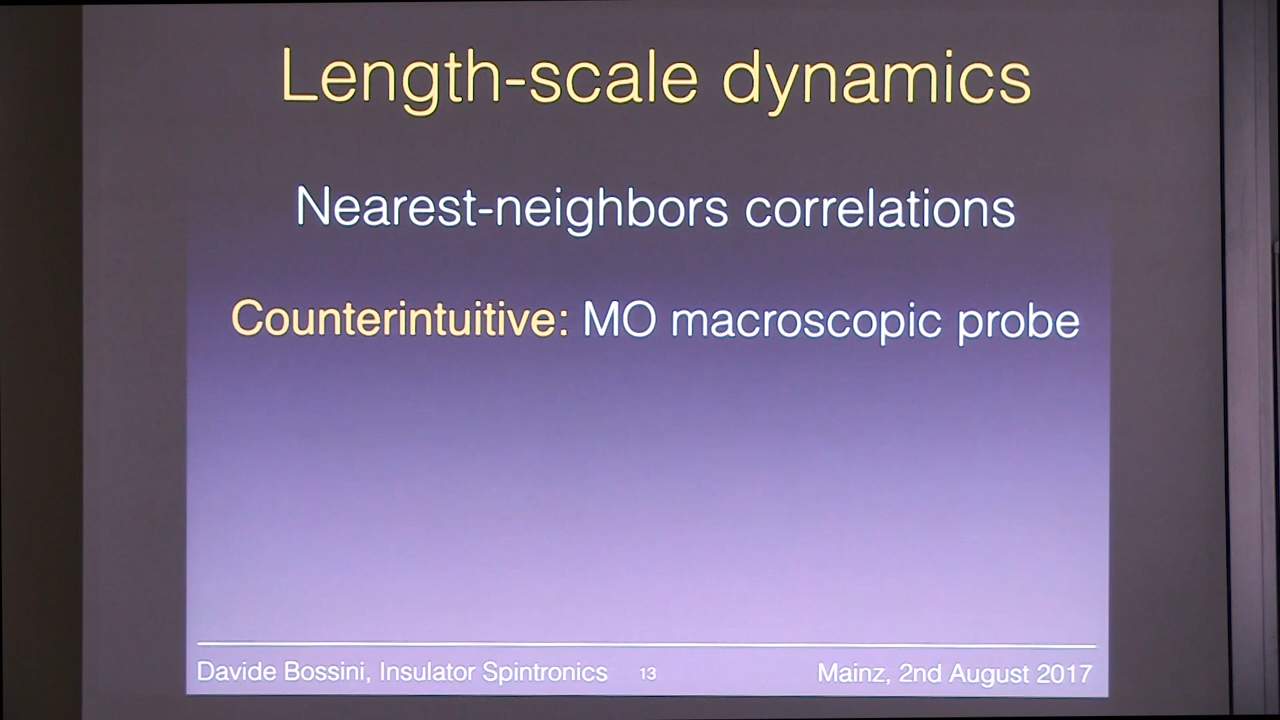 Length-scale dynamics
Nearest-neighbors correlations
Counterintuitive: MO macroscopic probe
Davide Bossini, Insulator Spintronics 13 Mainz, 2nd August 2017